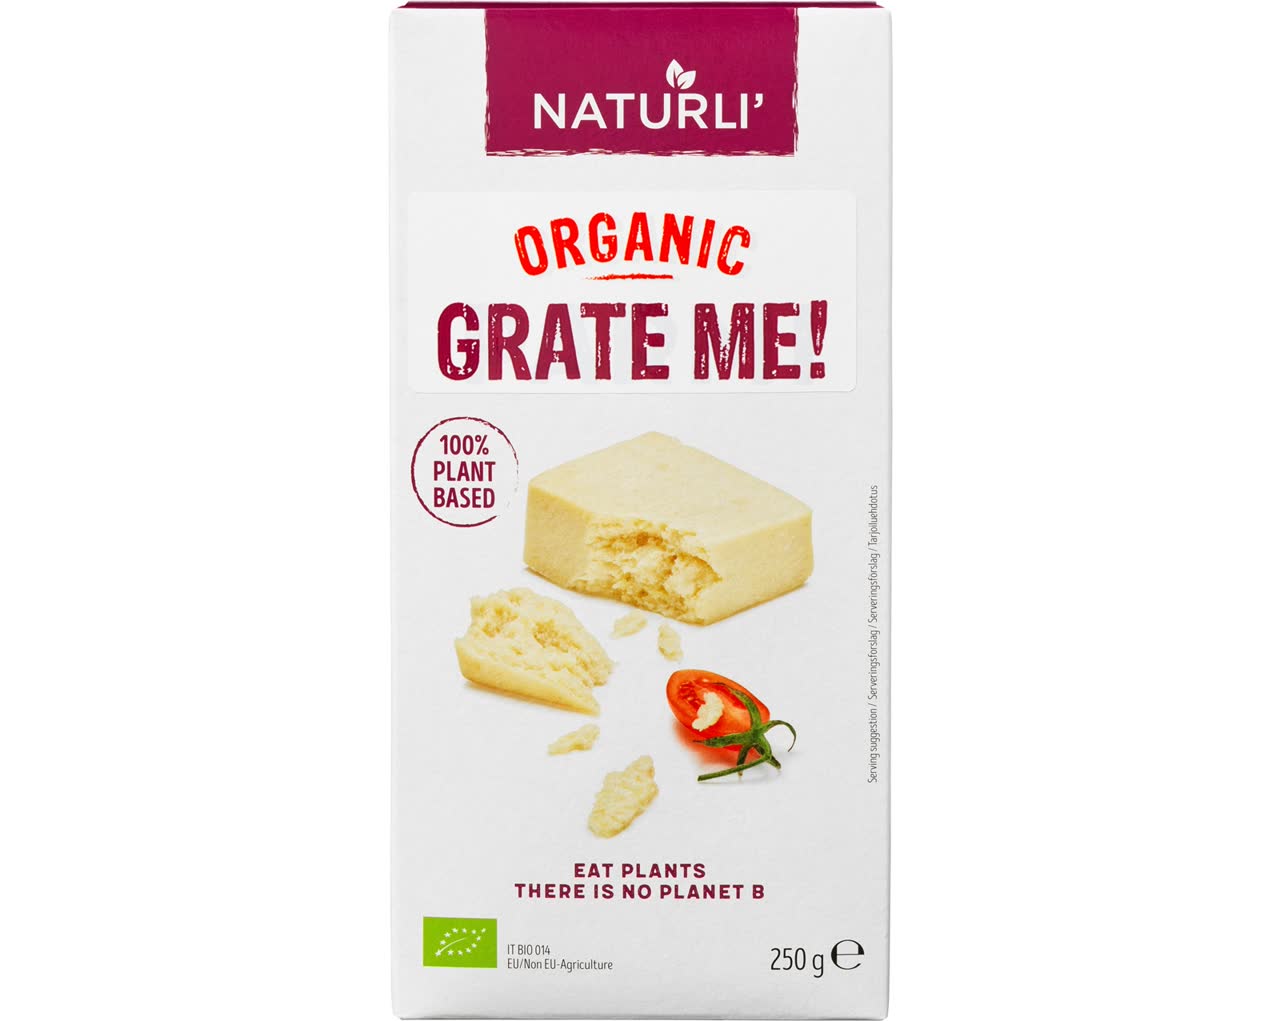 NATURLI’
ORGANIC
GRATE ME!
100%
PLANT
BASED
Serving suggestion / Serveringsforslag / Serveringsforslag / Tarjoiluehdotus
EAT PLANTS
THERE IS NO PLANET B
IT BIO 014
EU/Non EU-Agriculture
250 g ℮